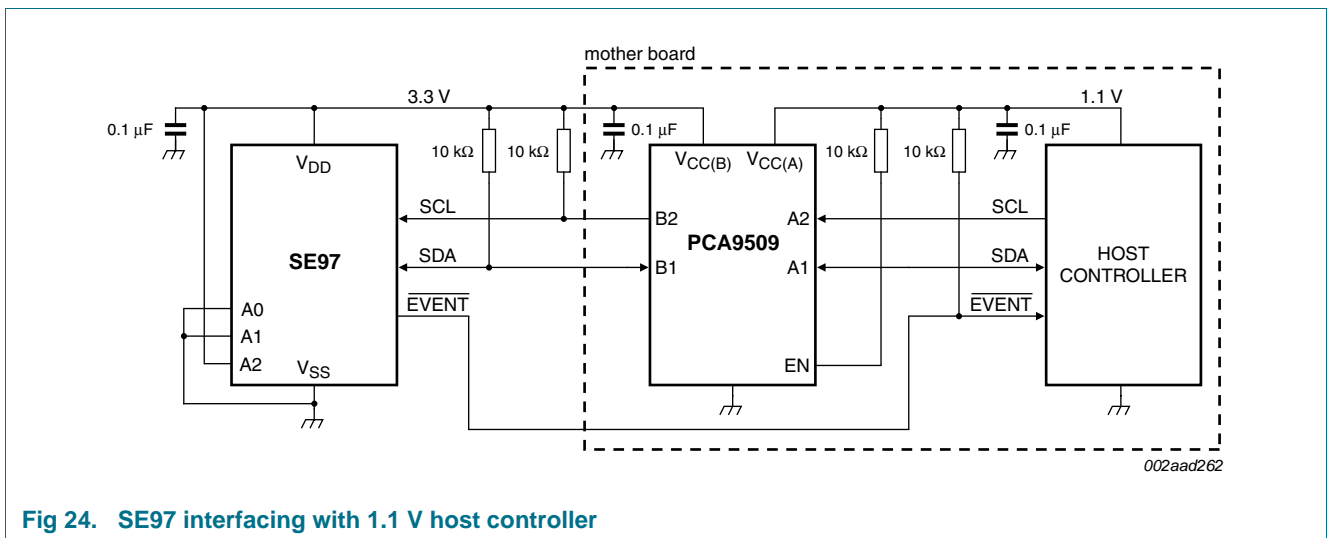 mother board
3.3 V
1.1 V
0.1 μF
0.1 μF
0.1 μF
10 kΩ
10 kΩ
10 kΩ
10 kΩ
VDD
VCC(B)
VCC(A)
SCL
B2
A2
SCL
SE97
PCA9509
HOST
CONTROLLER
SDA
B1
A1
SDA
EVENT
EVENT
A0
A1
A2
VSS
EN
002aad262
Fig 24. SE97 interfacing with 1.1 V host controller